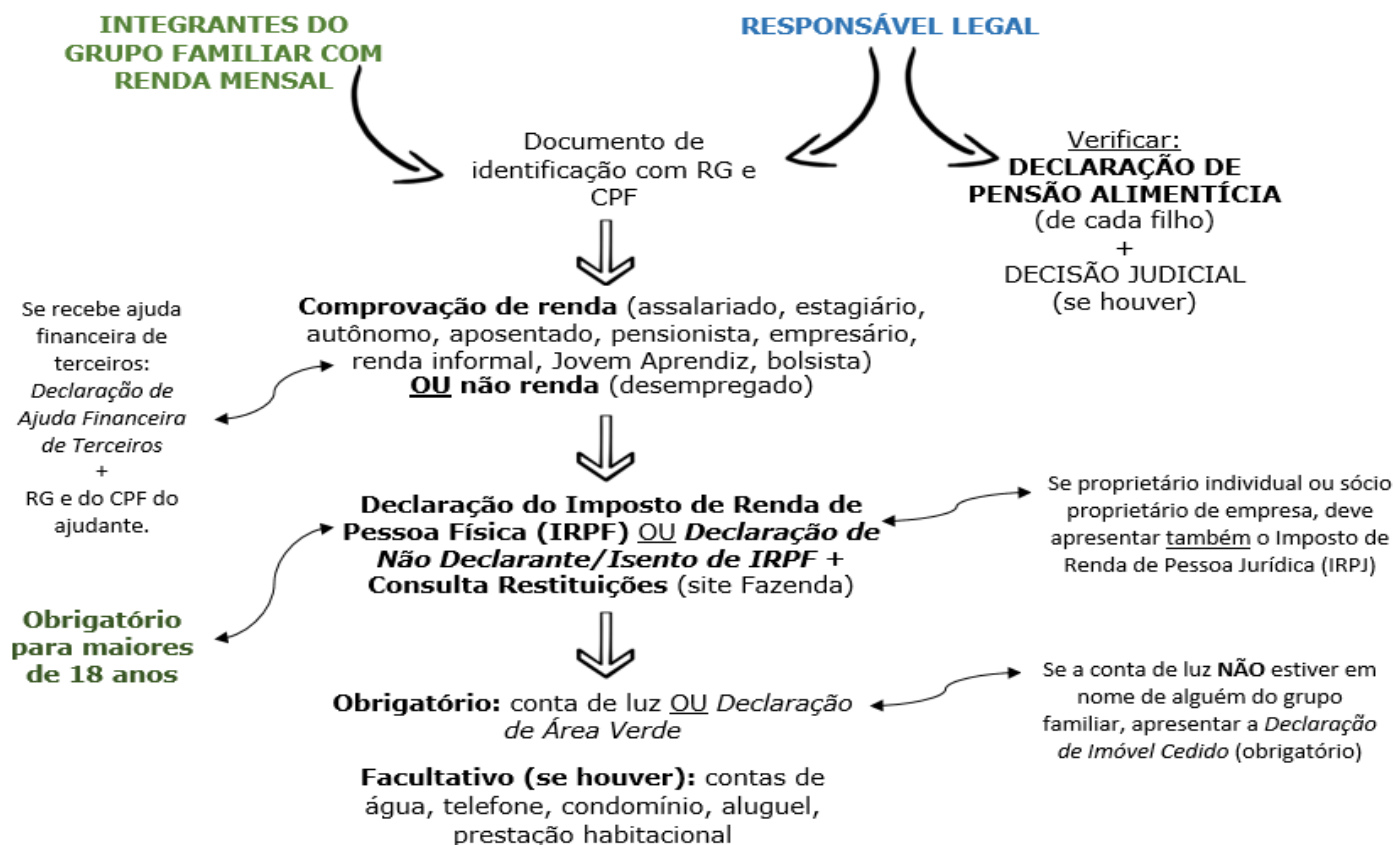 INTEGRANTES DO
GRUPO FAMILIAR COM
RENDA MENSAL
RESPONSÁVEL LEGAL
Documento de
identificação com RG e
CPF
Verificar:
DECLARAÇÃO DE
PENSÃO ALIMENTÍCIA
(de cada filho)
+
DECISÃO JUDICIAL
(se houver)
Se recebe ajuda
financeira de
terceiros:
Declaração de
Ajuda Financeira
de Terceiros
+
RG e do CPF do
ajudante.
Comprovação de renda (assalariado, estagiário,
autônomo, aposentado, pensionista, empresário,
renda informal, Jovem Aprendiz, bolsista)
OU não renda (desempregado)
Declaração do Imposto de Renda de
Pessoa Física (IRPF) OU Declaração de
Não Declarante/Isento de IRPF +
Consulta Restituições (site Fazenda)
Se proprietário individual ou sócio
proprietário de empresa, deve
apresentar também o Imposto de
Renda de Pessoa Jurídica (IRPJ)
Obrigatório
para maiores
de 18 anos
Obrigatório: conta de luz OU Declaração
de Área Verde
Se a conta de luz NÃO estiver em
nome de alguém do grupo
familiar, apresentar a Declaração
de Imóvel Cedido (obrigatório)
Facultativo (se houver): contas de
água, telefone, condomínio, aluguel,
prestação habitacional